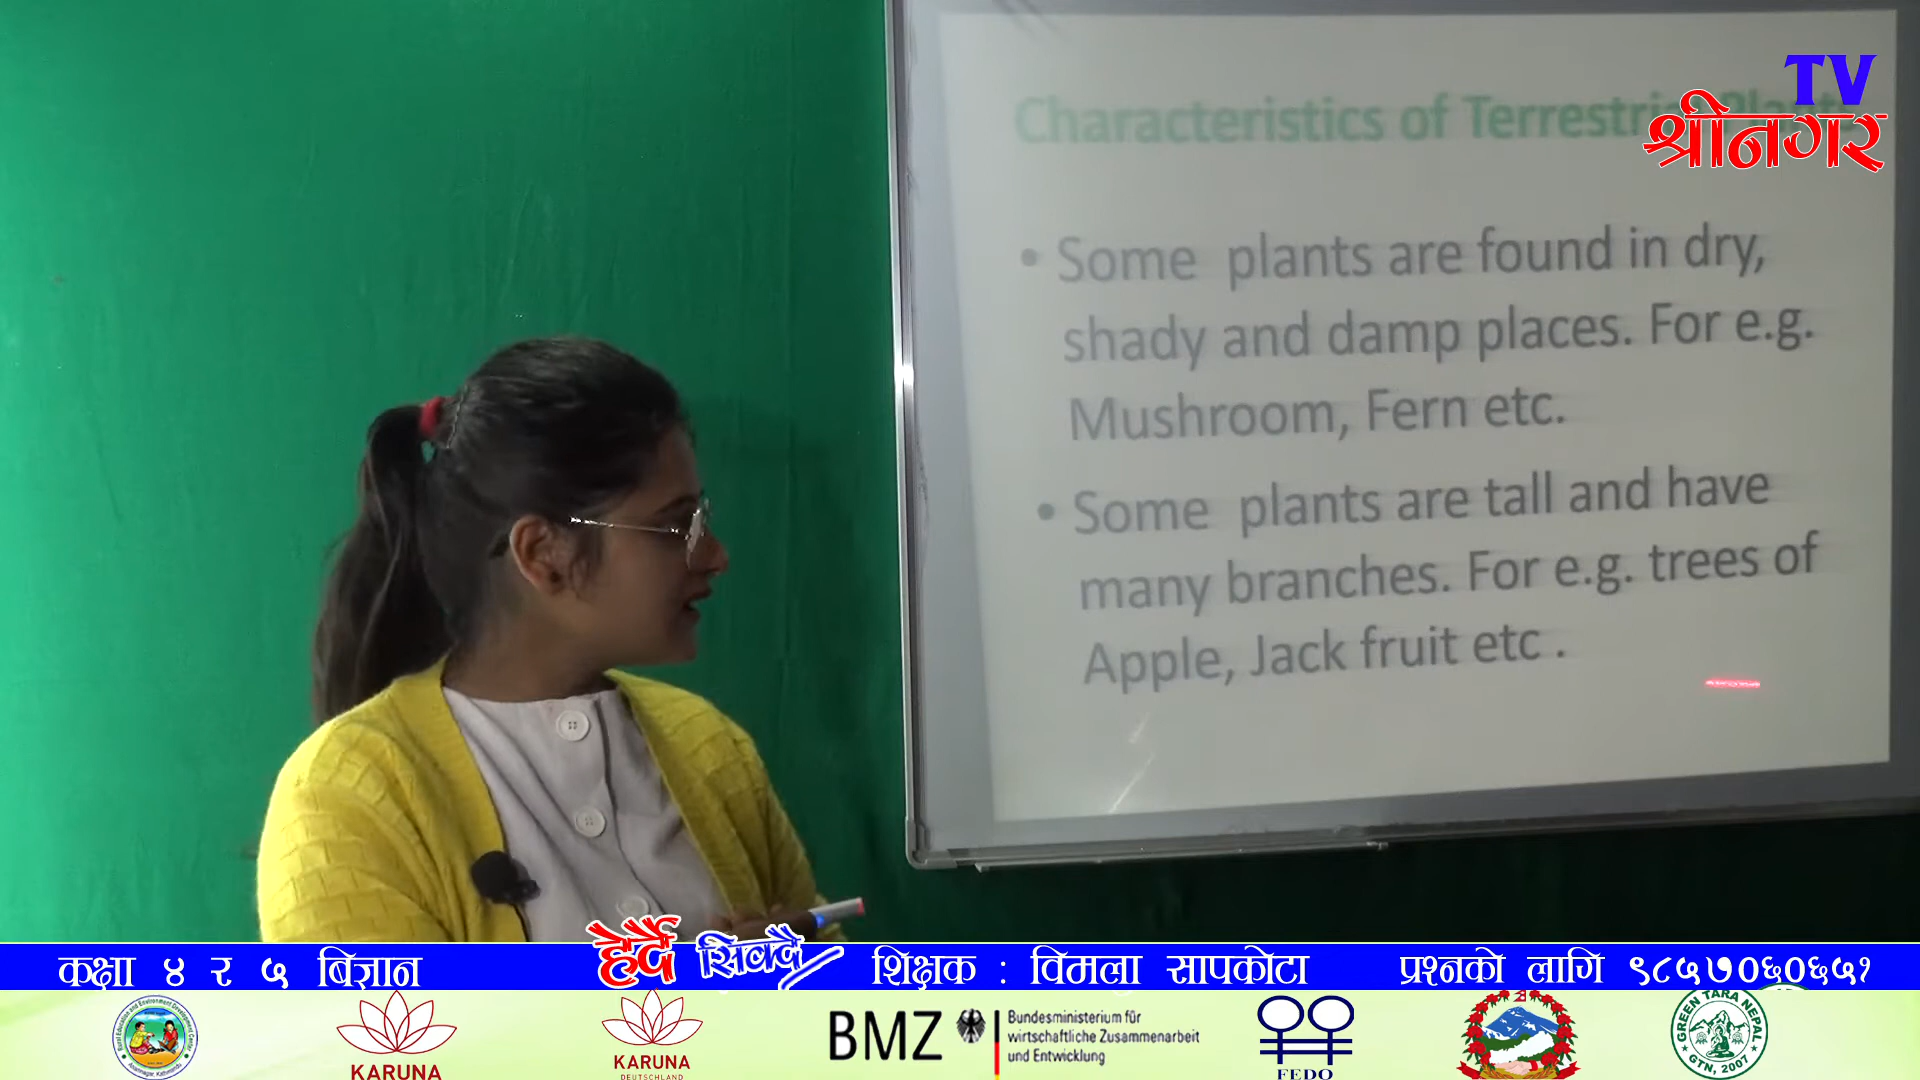 TV
श्रीनगर
Characteristics of Terrestrial Plants
• Some plants are found in dry,
shady and damp places. For e.g.
Mushroom, Fern etc.
• Some plants are tall and have
many branches. For e.g. trees of
Apple, Jack fruit etc .
कक्षा ४ र ५ बिज्ञान
हेर्दै सिक्दै
शिक्षक : विमला सापकोटा
प्रश्नको लागि ९८५७०६०६५१
KARUNA
KARUNA
DEUTSCHLAND
BMZ
Bundesministerium für
wirtschaftliche Zusammenarbeit
und Entwicklung
FEDO
GREEN TARA NEPAL
GTN, 2007